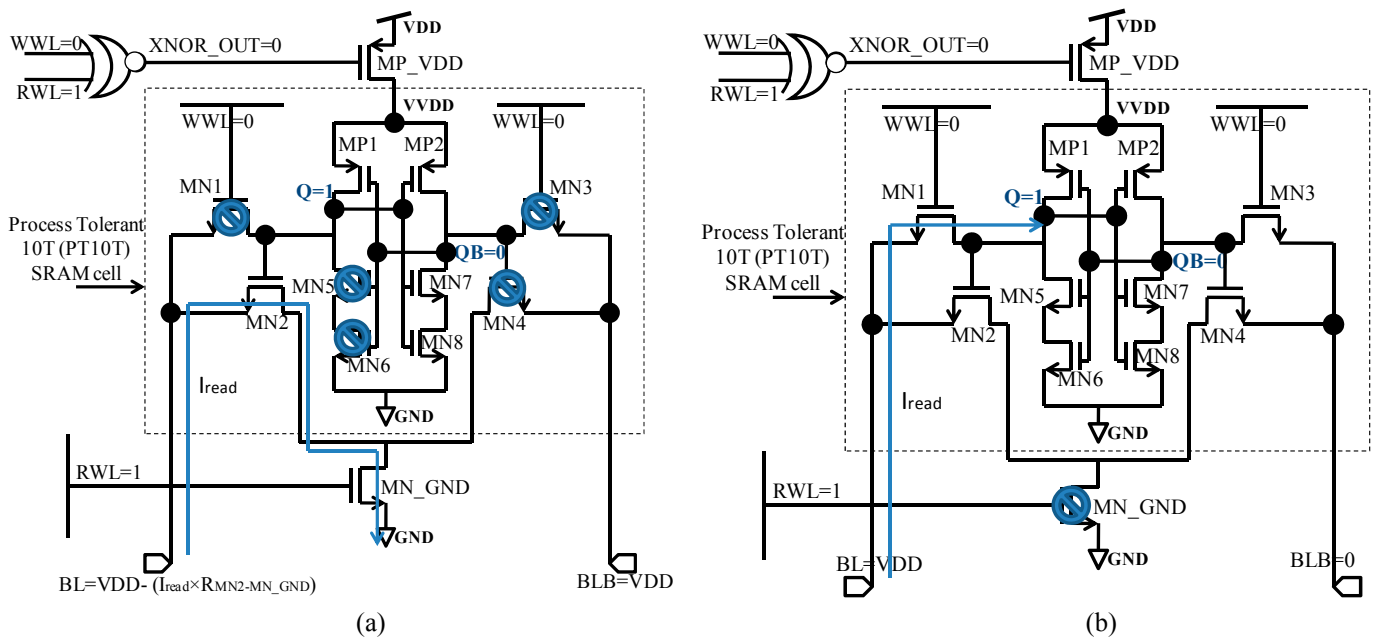 VDD
WWL=0
XNOR_OUT=0
MP_VDD
RWL=1
VVDD
WWL=0
WWL=0
MP1
MP2
MN1
Q=1
MN3
Process Tolerant
10T (PT10T)
SRAM cell
QB=0
MN5
MN7
MN2
MN4
MN8
MN6
Iread
GND
RWL=1
MN_GND
GND
BL=VDD- (Iread×RMN2-MN_GND)
BLB=VDD
(a)
VDD
WWL=0
XNOR_OUT=0
MP_VDD
RWL=1
VVDD
WWL=0
WWL=0
MP1
MP2
MN1
Q=1
MN3
Process Tolerant
10T (PT10T)
SRAM cell
QB=0
MN5
MN7
MN2
MN4
MN8
MN6
Iread
GND
RWL=1
MN_GND
GND
BL=VDD
BLB=0
(b)